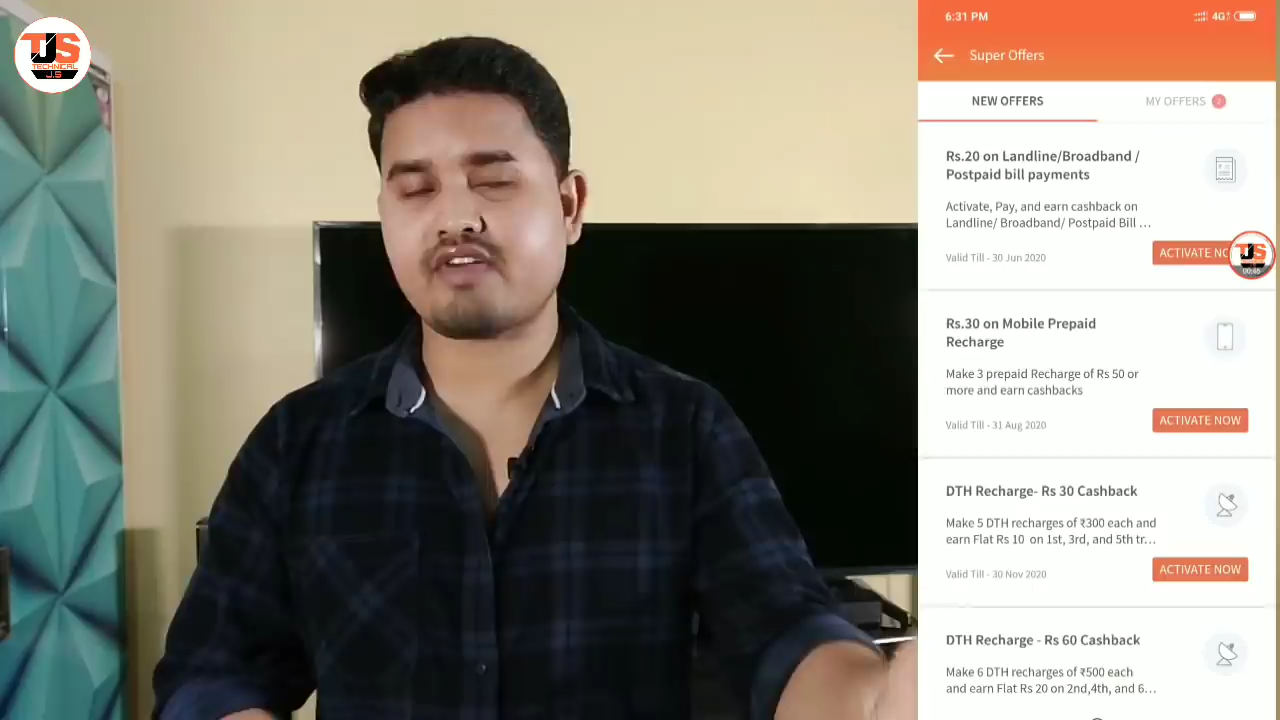 TJS
TECHNICAL
J.S
6:31 PM
4G
Super Offers
NEW OFFERS
MY OFFERS
Rs.20 on Landline/Broadband /
Postpaid bill payments
Activate, Pay, and earn cashback on
Landline/ Broadband/ Postpaid Bill ...
Valid Till - 30 Jun 2020
ACTIVATE NO
TJS
00:46
Rs.30 on Mobile Prepaid
Recharge
Make 3 prepaid Recharge of Rs 50 or
more and earn cashbacks
Valid Till - 31 Aug 2020
ACTIVATE NOW
DTH Recharge- Rs 30 Cashback
Make 5 DTH recharges of ₹300 each and
earn Flat Rs 10 on 1st, 3rd, and 5th tr...
Valid Till - 30 Nov 2020
ACTIVATE NOW
DTH Recharge - Rs 60 Cashback
Make 6 DTH recharges of ₹500 each
and earn Flat Rs 20 on 2nd,4th, and 6...